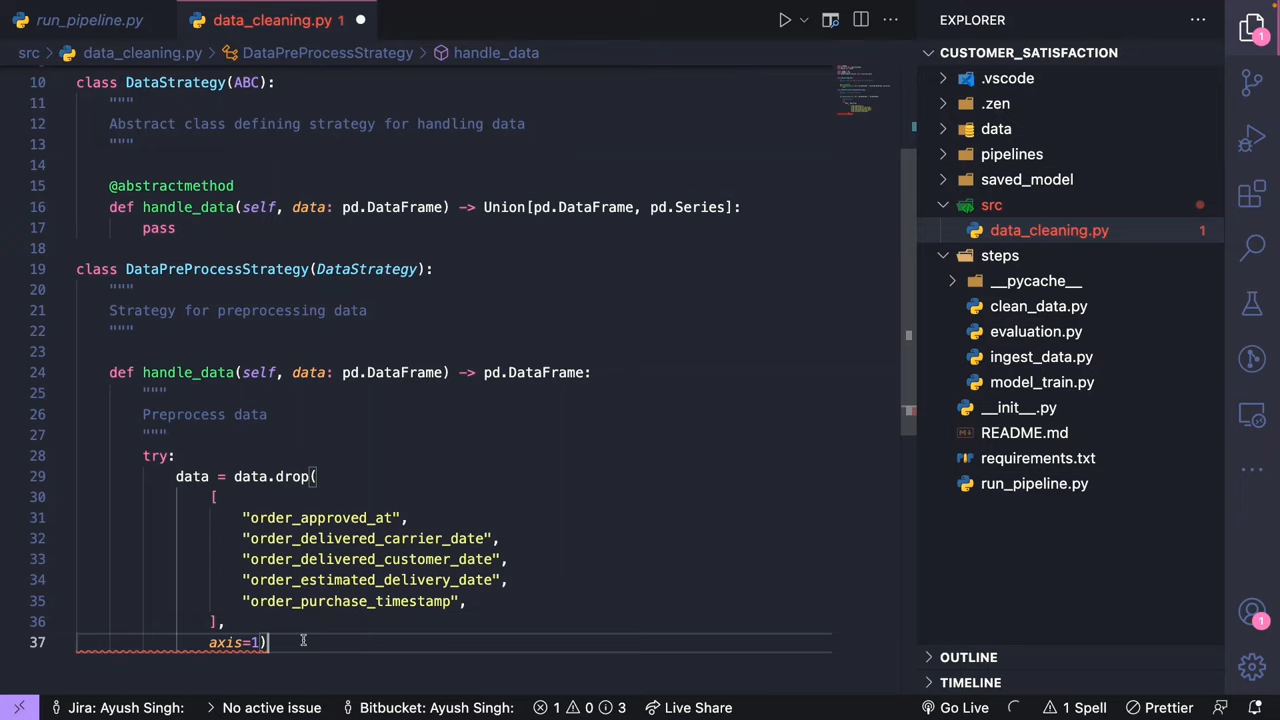 run_pipeline.py data_cleaning.py 1
src > data_cleaning.py > DataPreProcessStrategy > handle_data
10 class DataStrategy(ABC):
11 """
12 Abstract class defining strategy for handling data
13 """
14
15 @abstractmethod
16 def handle_data(self, data: pd.DataFrame) -> Union[pd.DataFrame, pd.Series]:
17 pass
18
19 class DataPreProcessStrategy(DataStrategy):
20 """
21 Strategy for preprocessing data
22 """
23
24 def handle_data(self, data: pd.DataFrame) -> pd.DataFrame:
25 """
26 Preprocess data
27 """
28 try:
29 data = data.drop(
30 [
31 "order_approved_at",
32 "order_delivered_carrier_date",
33 "order_delivered_customer_date",
34 "order_estimated_delivery_date",
35 "order_purchase_timestamp",
36 ],
37 axis=1)
EXPLORER
CUSTOMER_SATISFACTION
.vscode
.zen
data
pipelines
saved_model
src
data_cleaning.py 1
steps
__pycache__
clean_data.py
evaluation.py
ingest_data.py
model_train.py
__init__.py
README.md
requirements.txt
run_pipeline.py
OUTLINE
TIMELINE
1
1
Jira: Ayush Singh: > No active issue Bitbucket: Ayush Singh: 1 0 3 Live Share Go Live 1 Spell Prettier